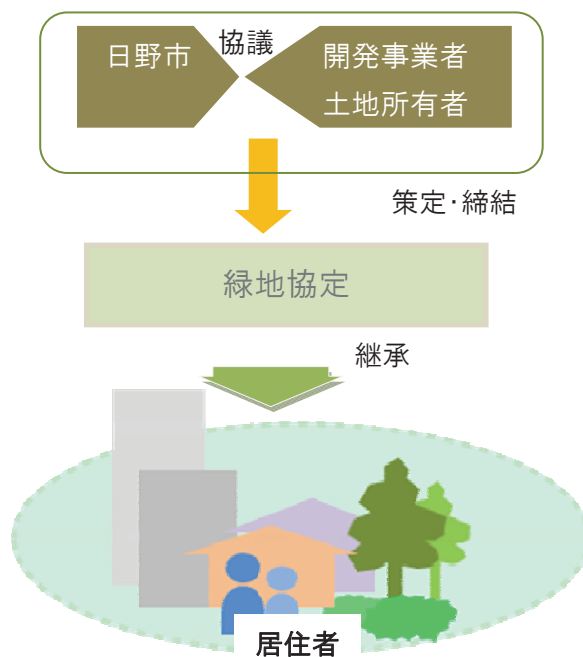 日野市
協議
開発事業者
土地所有者
策定･締結
緑地協定
継承
居住者